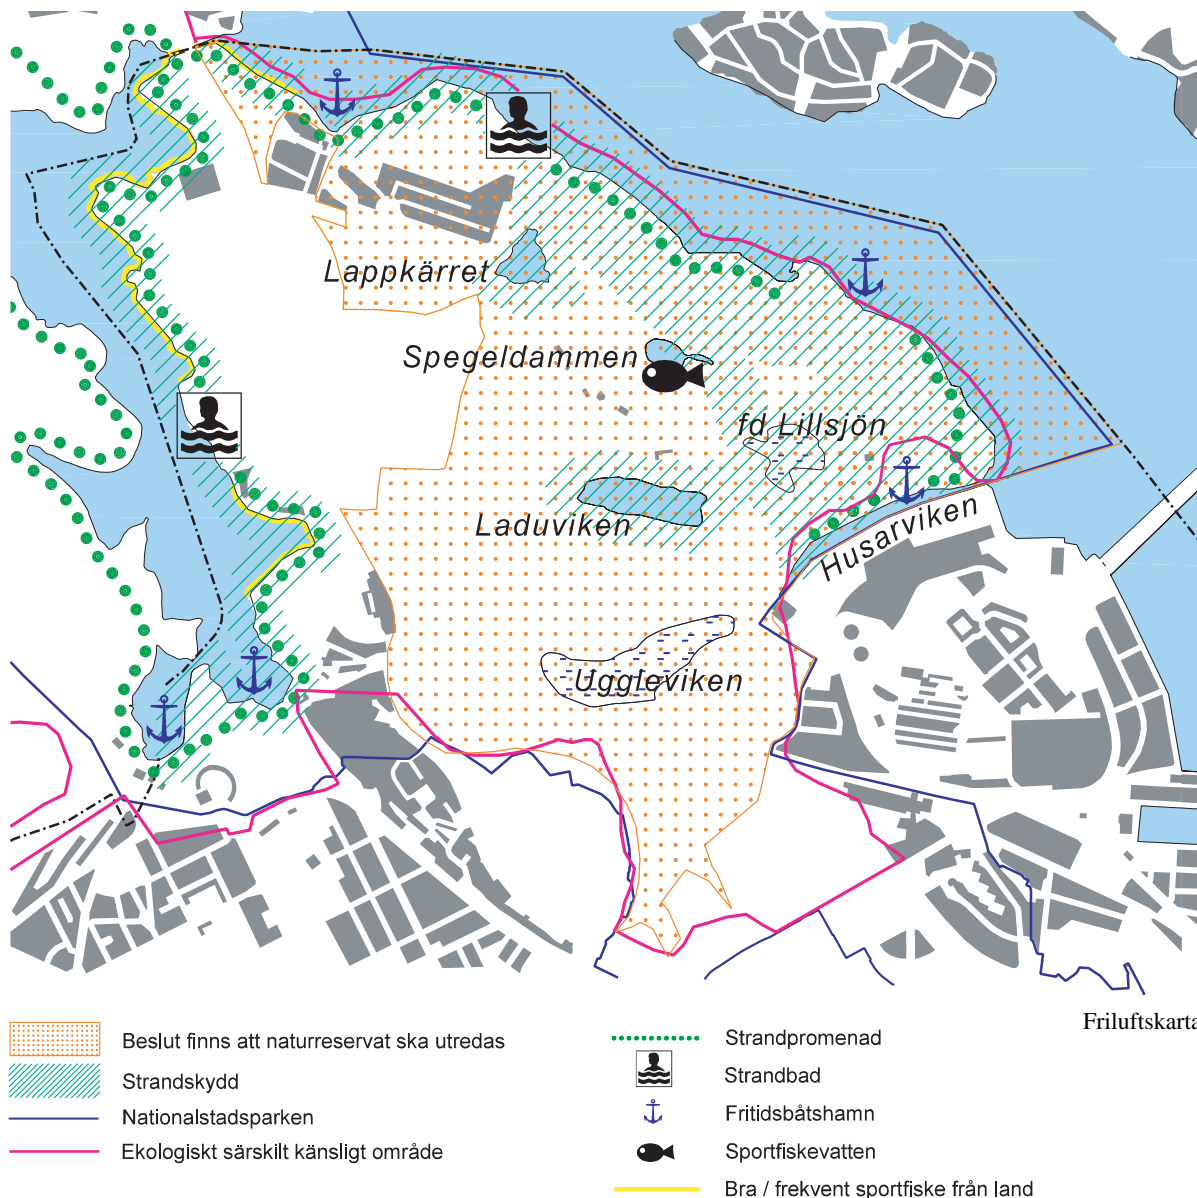 Lappkärret
Spegeldammen
fd Lillsjön
Laduviken
Husarviken
Uggleviken
Friluftskarta
Beslut finns att naturreservat ska utredas
Strandskydd
Nationalstadsparken
Ekologiskt särskilt känsligt område
Strandpromenad
Strandbad
Fritidsbåtshamn
Sportfiskevatten
Bra / frekvent sportfiske från land